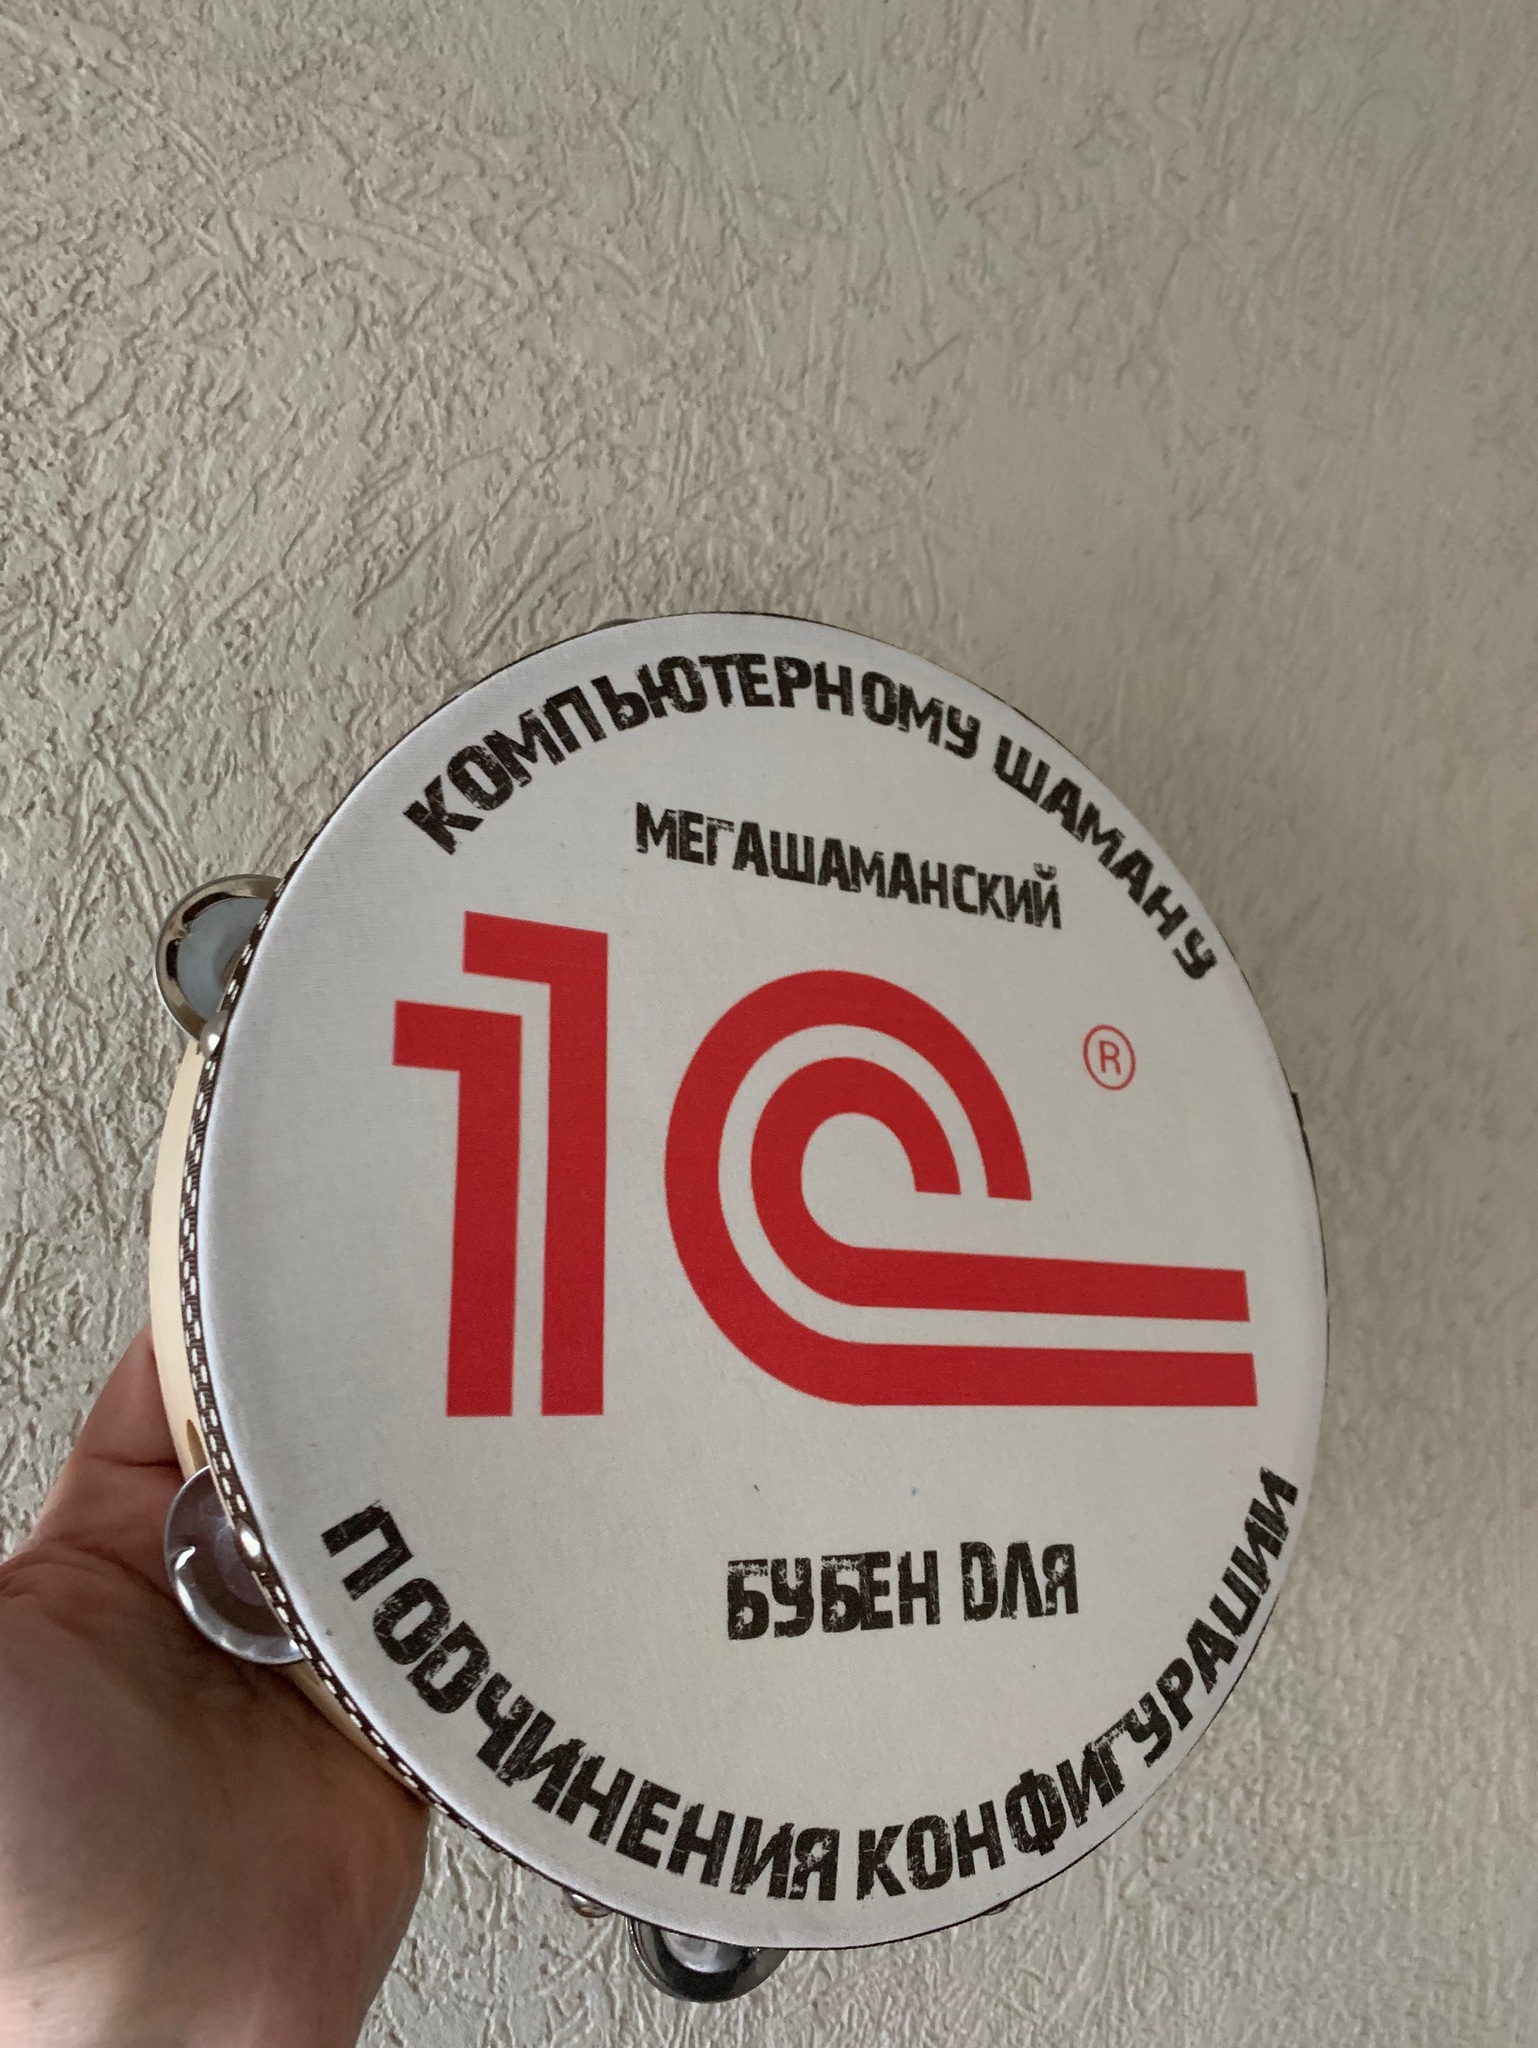 КОМПЬЮТЕРНОМУ ШАМАНУ
МЕГАШАМАНСКИЙ
1С ®
БУБЕН ДЛЯ
ПОДЧИНЕНИЯ КОНФИГУРАЦИИ